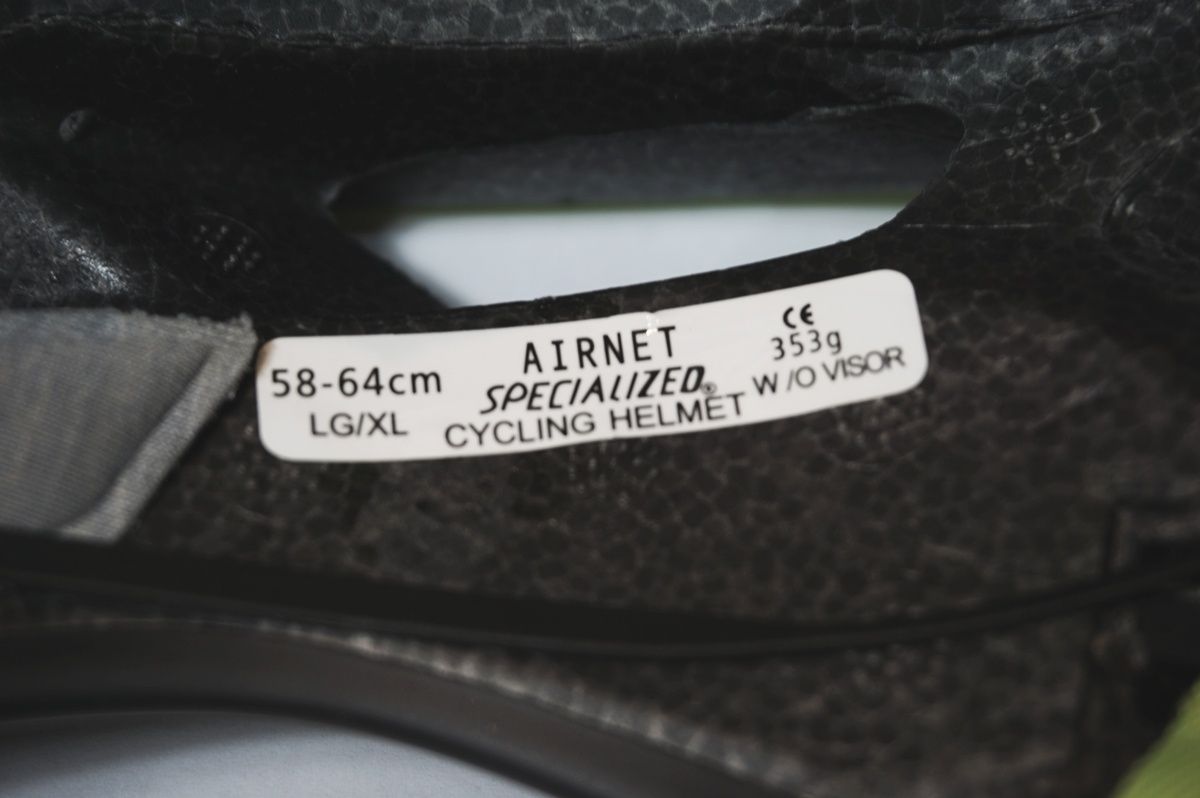 58-64cm
LG/XL
AIRNET
SPECIALIZED®
CYCLING HELMET
CE
353g
W/O VISOR